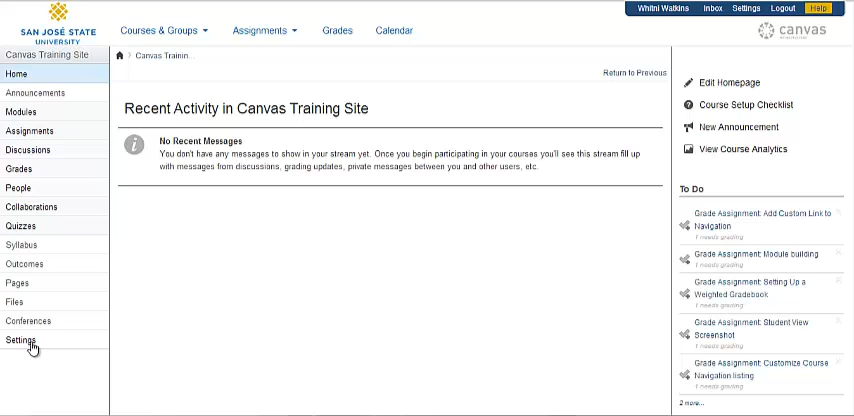 Whitni Watkins Inbox Settings Logout Help
SAN JOSÉ STATE
UNIVERSITY
Courses & Groups Assignments Grades Calendar
canvas
Canvas Training Site
Home
Announcements
Modules
Assignments
Discussions
Grades
People
Collaborations
Quizzes
Syllabus
Outcomes
Pages
Files
Conferences
Settings
Canvas Trainin...
Return to Previous
Recent Activity in Canvas Training Site
No Recent Messages
You don't have any messages to show in your stream yet. Once you begin participating in your courses you'll see this stream fill up
with messages from discussions, grading updates, private messages between you and other users, etc.
Edit Homepage
Course Setup Checklist
New Announcement
View Course Analytics
To Do
Grade Assignment: Add Custom Link to
Navigation
1 needs grading
Grade Assignment: Module building
1 needs grading
Grade Assignment: Setting Up a
Weighted Gradebook
1 needs grading
Grade Assignment: Student View
Screenshot
1 needs grading
Grade Assignment: Customize Course
Navigation listing
1 needs grading
2 more...